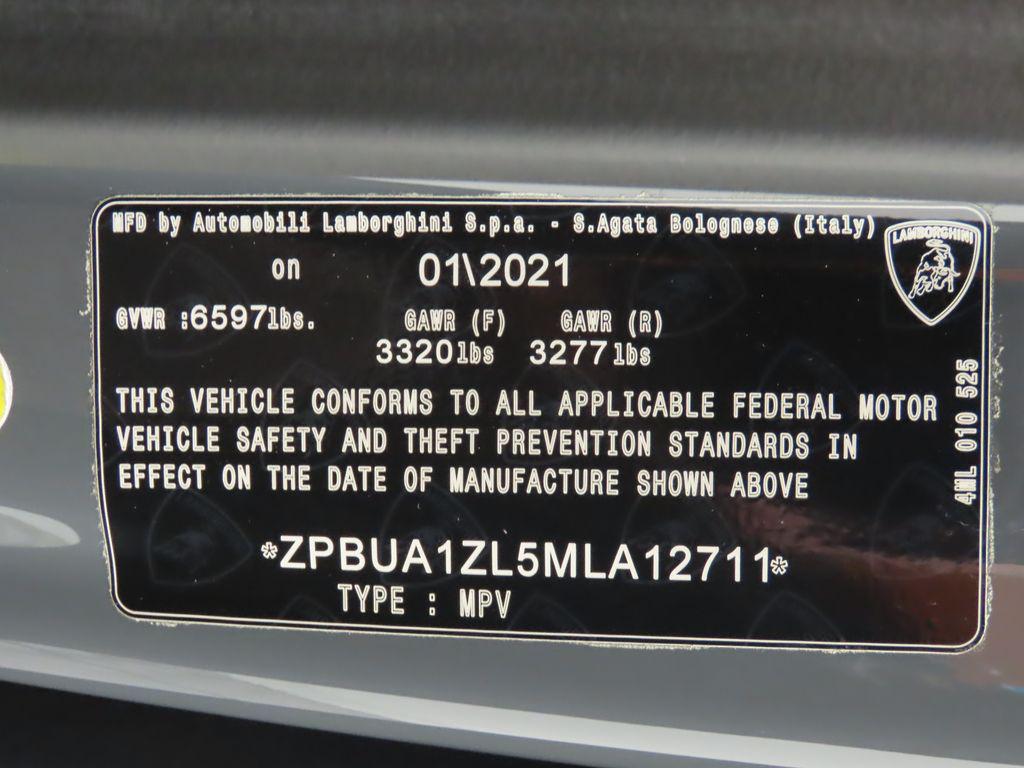 MFD by Automobili Lamborghini S.p.a. - S.Agata Bolognese (Italy)
LAMBORGHINI
on 01\2021
GVWR :6597lbs. GAWR (F) GAWR (R)
3320lbs 3277lbs
THIS VEHICLE CONFORMS TO ALL APPLICABLE FEDERAL MOTOR
VEHICLE SAFETY AND THEFT PREVENTION STANDARDS IN
EFFECT ON THE DATE OF MANUFACTURE SHOWN ABOVE
*ZPBUA1ZL5MLA12711*
TYPE : MPV
4ML 010 525